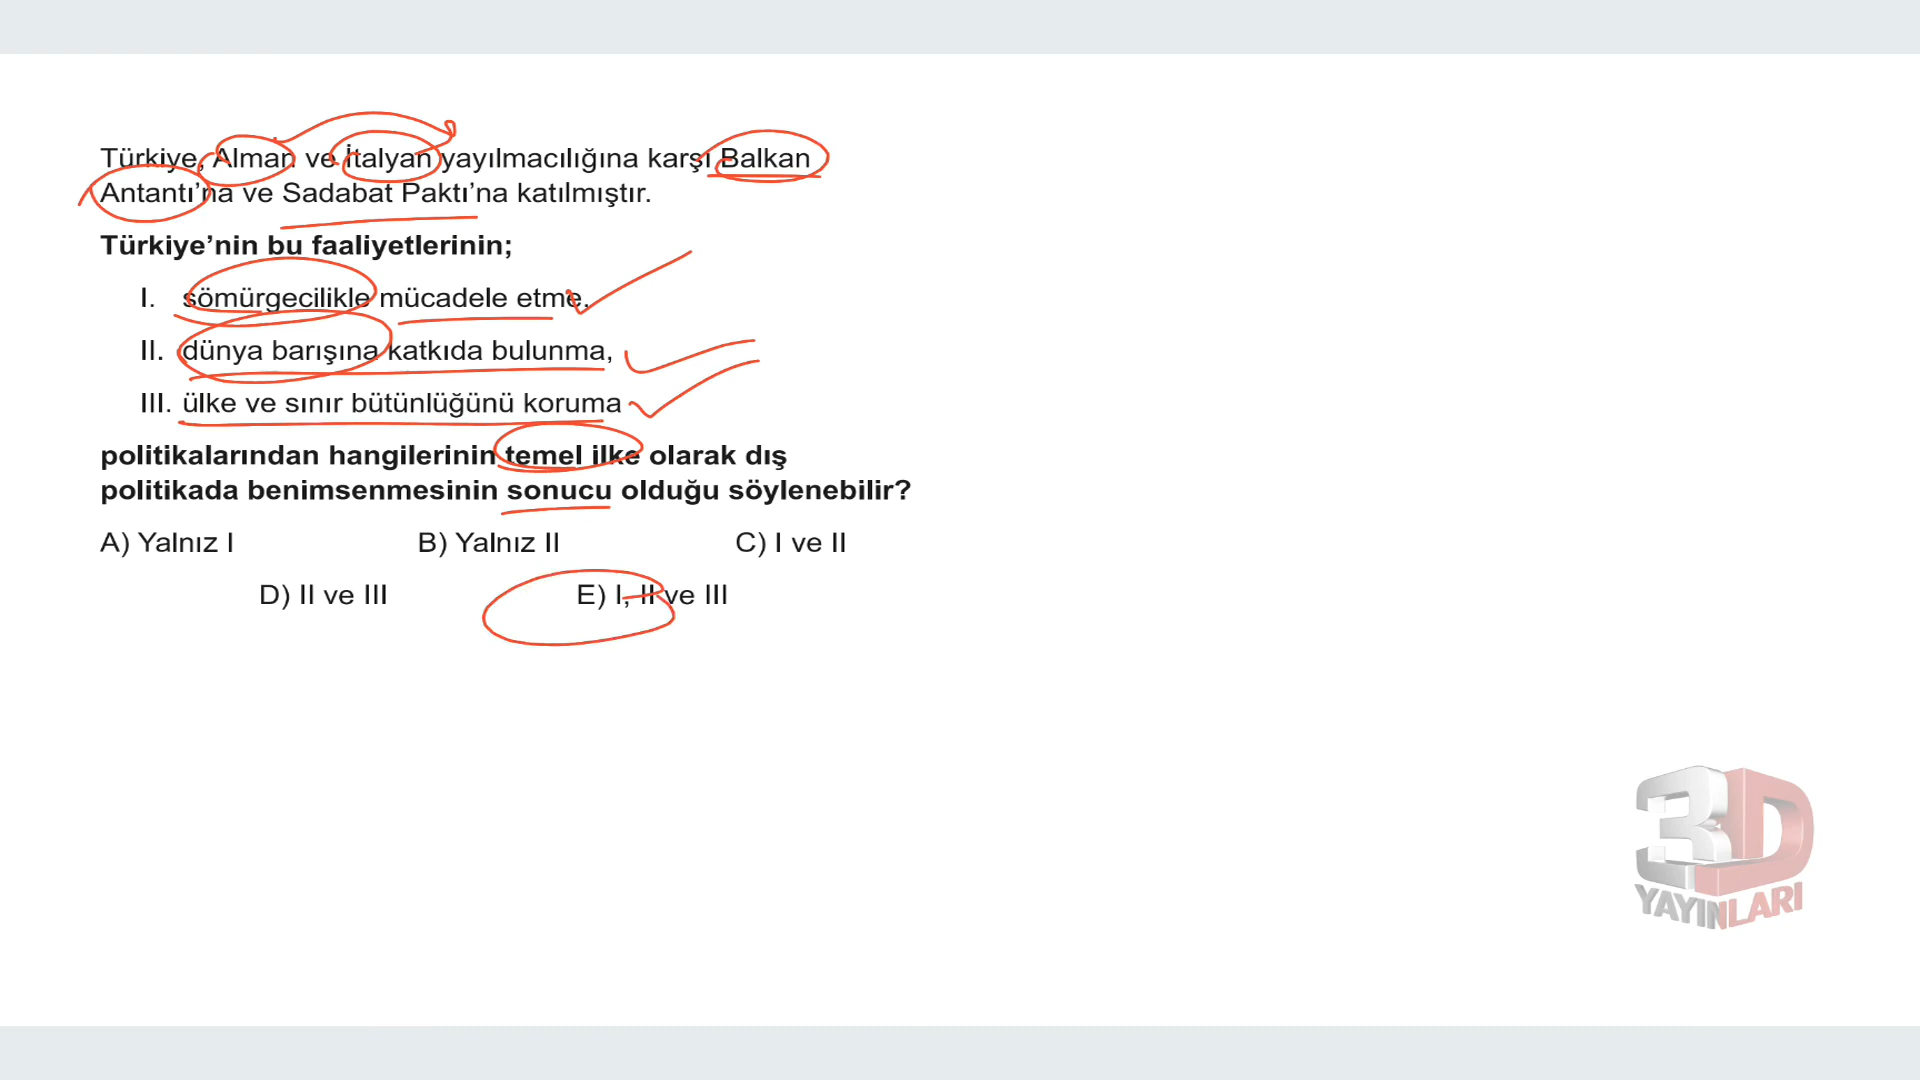 Türkiye, Alman ve İtalyan yayılmacılığına karşı Balkan
Antantı’na ve Sadabat Paktı’na katılmıştır.
Türkiye’nin bu faaliyetlerinin;
I. sömürgecilikle mücadele etme,
II. dünya barışına katkıda bulunma,
III. ülke ve sınır bütünlüğünü koruma
politikalarından hangilerinin temel ilke olarak dış
politikada benimsenmesinin sonucu olduğu söylenebilir?
A) Yalnız I B) Yalnız II C) I ve II
D) II ve III E) I, II ve III
3D
YAYINLARI